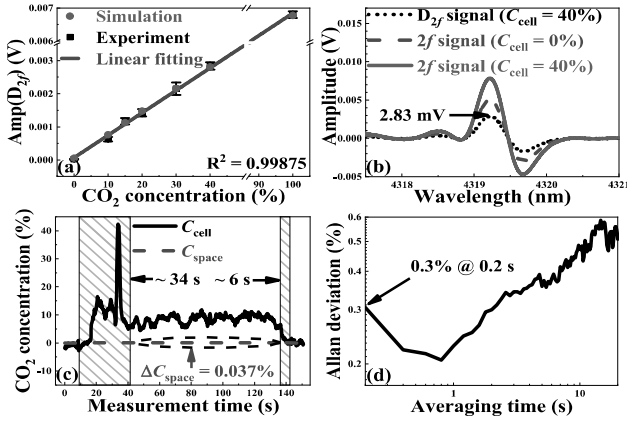 Amp(D2f) (V)
0.007
0.006
0.003
0.002
0.001
0.000
Simulation
Experiment
Linear fitting
R² = 0.99875
(a)
0 10 20 30 40 90 100
CO₂ concentration (%)
Amplitude (V)
0.015
0.010
0.005
0.000
-0.005
D2f signal (Ccell = 40%)
2f signal (Ccell = 0%)
2f signal (Ccell = 40%)
2.83 mV
(b)
4318 4319 4320 4321
Wavelength (nm)
CO₂ concentration (%)
50
40
30
20
10
0
-10
Ccell
Cspace
~ 34 s ~ 6 s
ΔCspace = 0.037%
(c)
0 20 40 60 80 100 120 140
Measurement time (s)
Allan deviation (%)
0.6
0.5
0.4
0.3
0.2
0.3% @ 0.2 s
(d)
1 10
Averaging time (s)